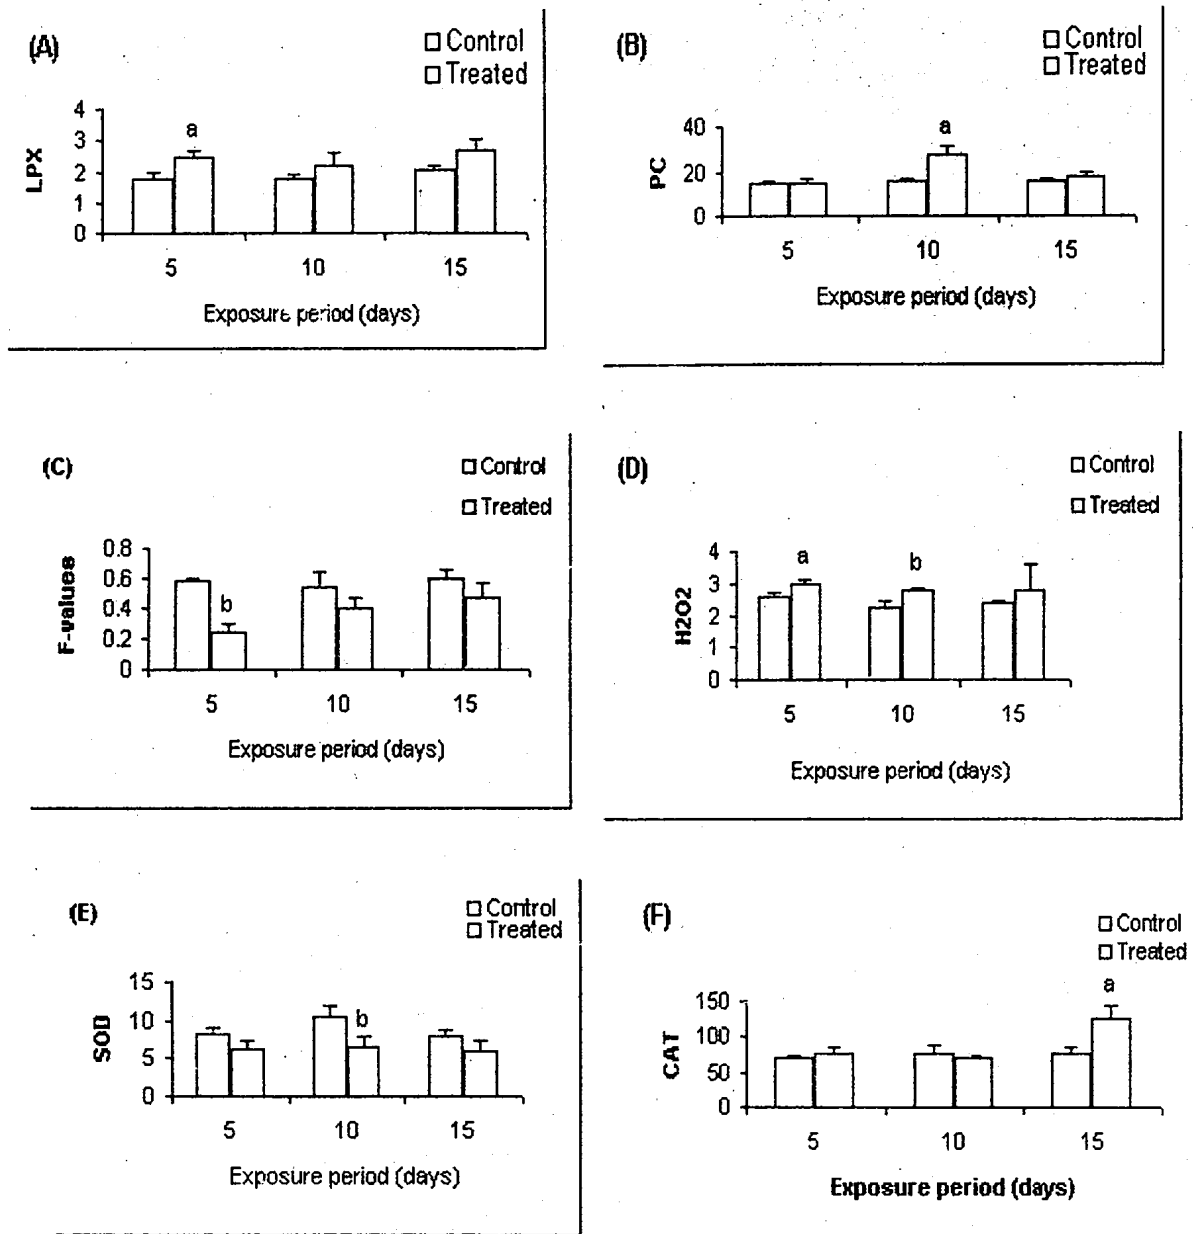 (A)
Control
Treated
LPX
4
3
2
1
0
a
5 10 15
Exposure period (days)
(B)
Control
Treated
PC
40
20
0
a
5 10 15
Exposure period (days)
(C)
Control
Treated
F-values
0.8
0.6
0.4
0.2
0
b
5 10 15
Exposure period (days)
(D)
Control
Treated
H2O2
4
3
2
1
0
a b
5 10 15
Exposure period (days)
(E)
Control
Treated
SOD
15
10
5
0
b
5 10 15
Exposure period (days)
(F)
Control
Treated
CAT
150
100
50
0
a
5 10 15
Exposure period (days)